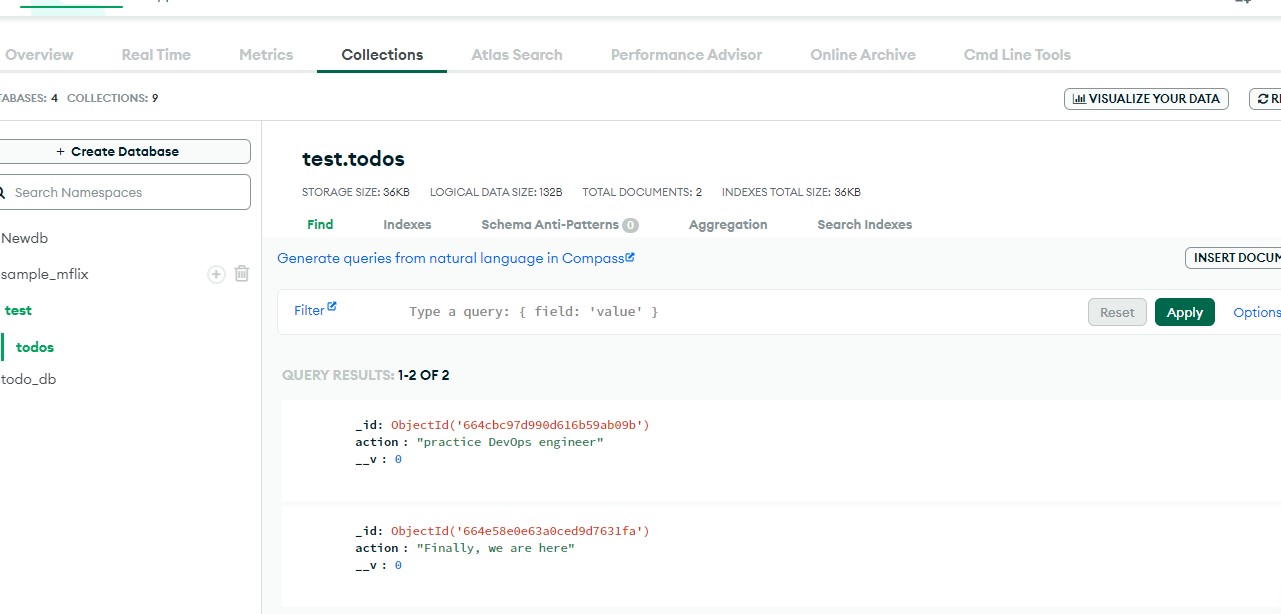 Overview Real Time Metrics Collections Atlas Search Performance Advisor Online Archive Cmd Line Tools
TABASES: 4 COLLECTIONS: 9
VISUALIZE YOUR DATA
+ Create Database
Search Namespaces
Newdb
sample_mflix
test
todos
todo_db
test.todos
STORAGE SIZE: 36KB LOGICAL DATA SIZE: 132B TOTAL DOCUMENTS: 2 INDEXES TOTAL SIZE: 36KB
Find Indexes Schema Anti-Patterns 0 Aggregation Search Indexes
Generate queries from natural language in Compass
INSERT DOCUM
Filter Type a query: { field: 'value' } Reset Apply Options
QUERY RESULTS: 1-2 OF 2
_id: ObjectId('664cbc97d990d616b59ab09b')
action : "practice DevOps engineer"
__v : 0
_id: ObjectId('664e58e0e63a0ced9d7631fa')
action : "Finally, we are here"
__v : 0